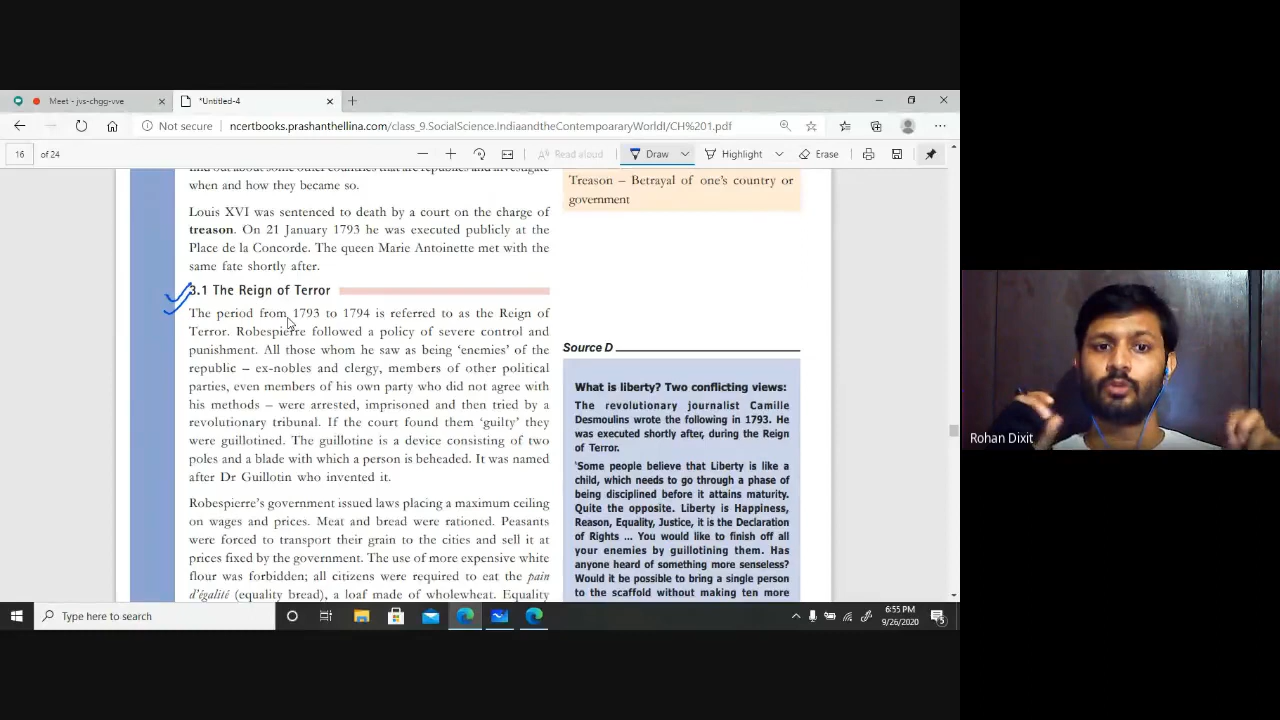 Meet - jvs-chgg-vve
*Untitled-4
Not secure
ncertbooks.prashanthellina.com/class_9.SocialScience.IndiaandtheContempoararyWorldI/CH%201.pdf
16 of 24
Read aloud
Draw
Highlight
Erase
find out about some other countries that are republics and investigate
when and how they became so.
Louis XVI was sentenced to death by a court on the charge of
treason. On 21 January 1793 he was executed publicly at the
Place de la Concorde. The queen Marie Antoinette met with the
same fate shortly after.
3.1 The Reign of Terror
The period from 1793 to 1794 is referred to as the Reign of
Terror. Robespierre followed a policy of severe control and
punishment. All those whom he saw as being ‘enemies’ of the
republic – ex-nobles and clergy, members of other political
parties, even members of his own party who did not agree with
his methods – were arrested, imprisoned and then tried by a
revolutionary tribunal. If the court found them ‘guilty’ they
were guillotined. The guillotine is a device consisting of two
poles and a blade with which a person is beheaded. It was named
after Dr Guillotin who invented it.
Robespierre’s government issued laws placing a maximum ceiling
on wages and prices. Meat and bread were rationed. Peasants
were forced to transport their grain to the cities and sell it at
prices fixed by the government. The use of more expensive white
flour was forbidden; all citizens were required to eat the pain
d’égalité (equality bread), a loaf made of wholewheat. Equality
Treason – Betrayal of one’s country or
government
Source D
What is liberty? Two conflicting views:
The revolutionary journalist Camille
Desmoulins wrote the following in 1793. He
was executed shortly after, during the Reign
of Terror.
‘Some people believe that Liberty is like a
child, which needs to go through a phase of
being disciplined before it attains maturity.
Quite the opposite. Liberty is Happiness,
Reason, Equality, Justice, it is the Declaration
of Rights ... You would like to finish off all
your enemies by guillotining them. Has
anyone heard of something more senseless?
Would it be possible to bring a single person
to the scaffold without making ten more
Rohan Dixit
Type here to search
6:55 PM
9/26/2020
5